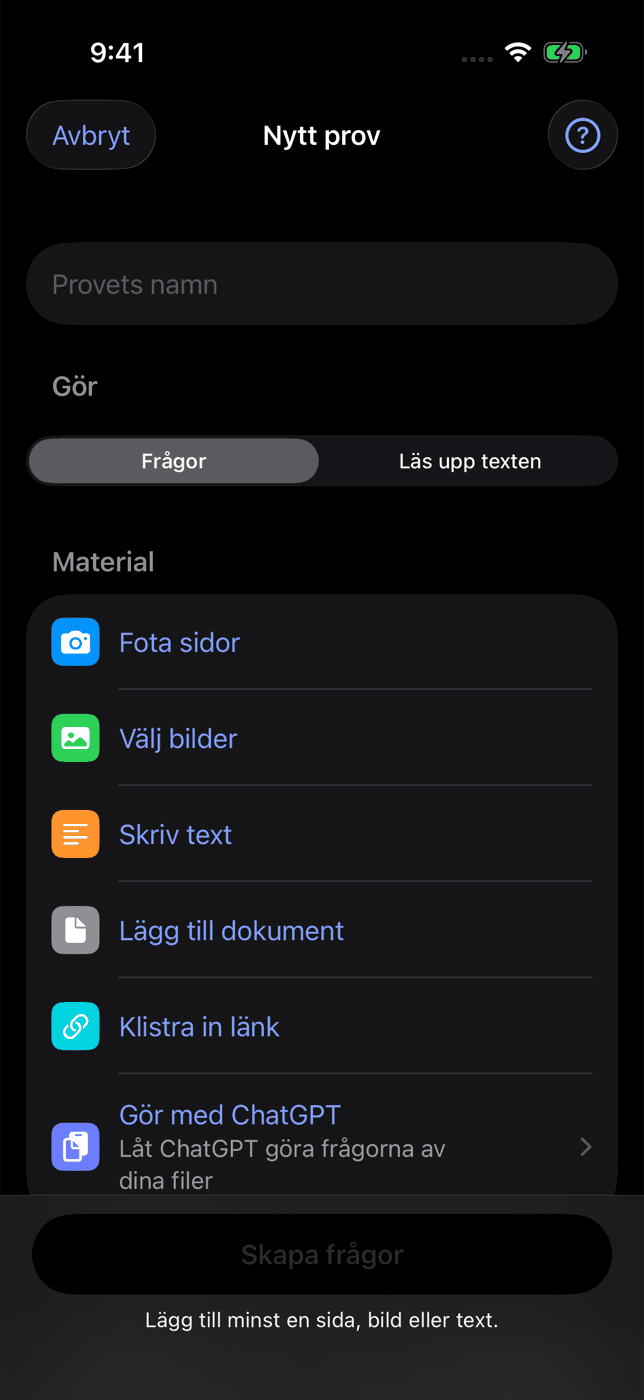 9:41
Avbryt
Nytt prov
?
Provets namn
Gör
Frågor
Läs upp texten
Material
Fota sidor
Välj bilder
Skriv text
Lägg till dokument
Klistra in länk
Gör med ChatGPT
Låt ChatGPT göra frågorna av
dina filer
Skapa frågor
Lägg till minst en sida, bild eller text.